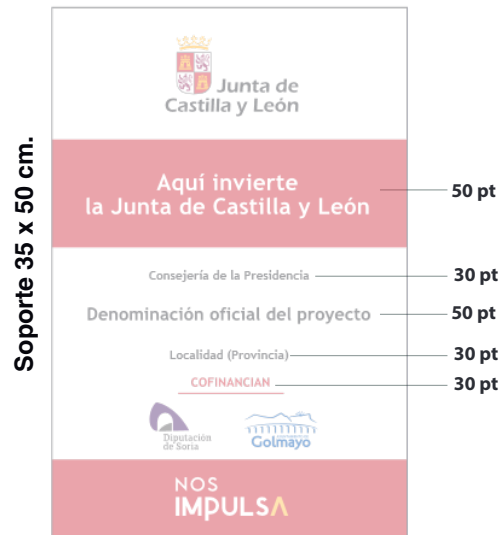 Junta de
Castilla y León
Soporte 35 x 50 cm.
Aquí invierte
la Junta de Castilla y León
50 pt
Consejería de la Presidencia
30 pt
Denominación oficial del proyecto
50 pt
Localidad (Provincia)
30 pt
COFINANCIAN
30 pt
Diputación
de Soria
Golmayo
NOS
IMPULSA